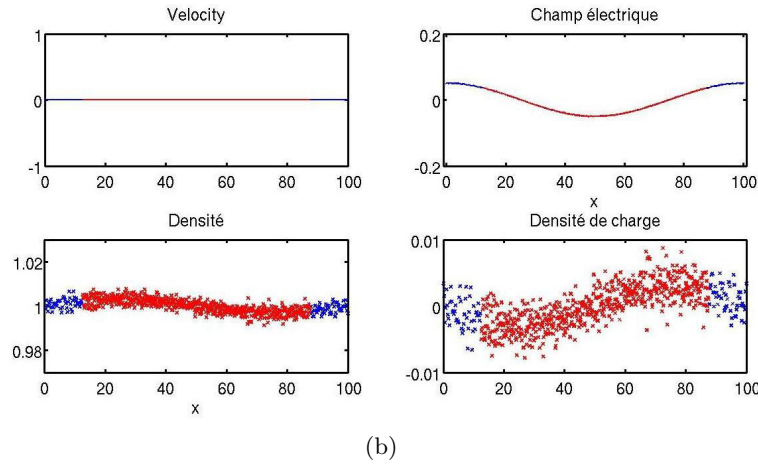 Velocity
1
0
-1
0 20 40 60 80 100
Champ électrique
0.2
0
-0.2
0 20 40 60 80 100
x
Densité
1.02
1
0.98
0 20 40 60 80 100
x
Densité de charge
0.01
0
-0.01
0 20 40 60 80 100
(b)